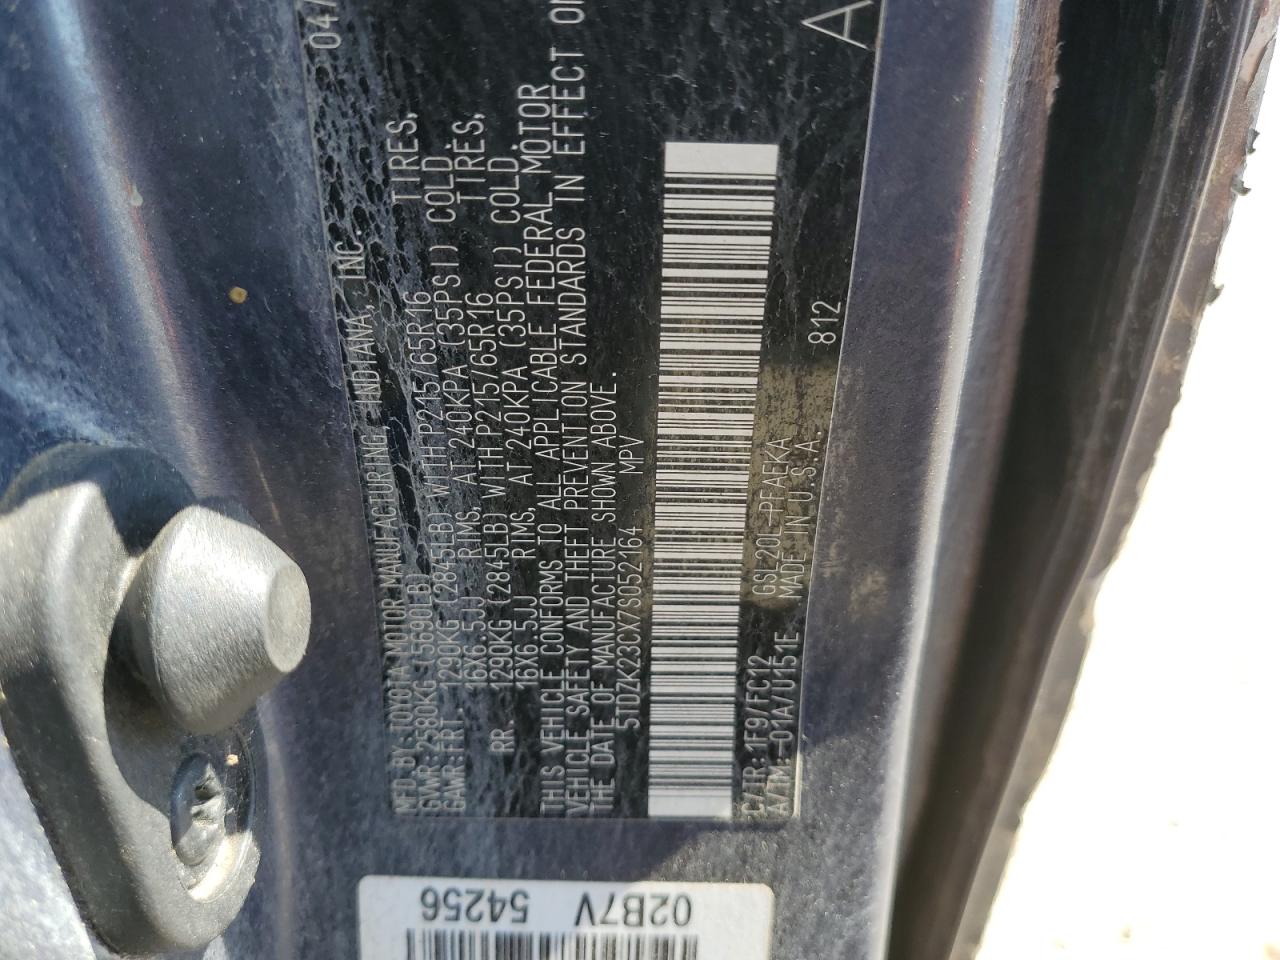 MFD.BY:TOYOTA MOTOR MANUFACTURING INDIANA, INC. 04/
GVWR:2580KG(5690LB)
GAWR:FRT. 1290KG (2845LB) WITH P215/65R16 TIRES,
16X6.5JJ RIMS, AT 240KPA (35PSI) COLD.
RR. 1290KG (2845LB) WITH P215/65R16 TIRES,
16X6.5JJ RIMS, AT 240KPA (35PSI) COLD.
THIS VEHICLE CONFORMS TO ALL APPLICABLE FEDERAL MOTOR
VEHICLE SAFETY AND THEFT PREVENTION STANDARDS IN EFFECT ON
THE DATE OF MANUFACTURE SHOWN ABOVE.
5TDZK23CX7S052164 MPV
C/TR:1F9/FC12 GSL20L-PFAEKA
A/TM:-01A/U151E MADE IN U.S.A. 812
A
54256
02B7V